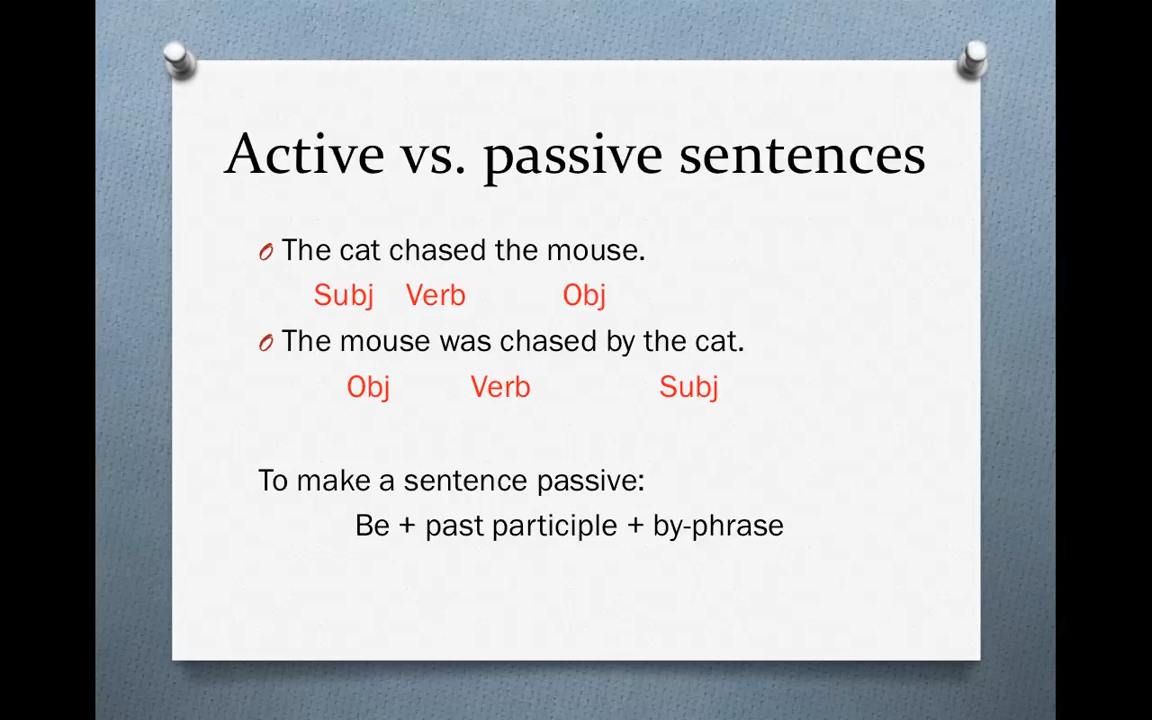 Active vs. passive sentences
The cat chased the mouse.
Subj Verb Obj
The mouse was chased by the cat.
Obj Verb Subj
To make a sentence passive:
Be + past participle + by-phrase